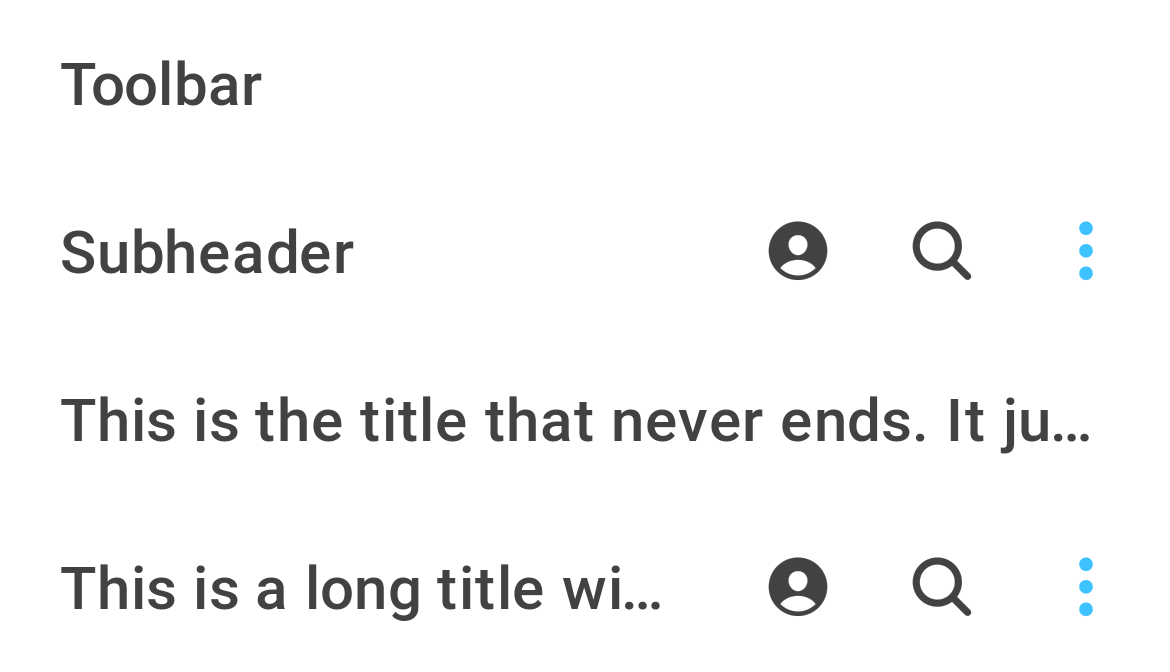 Toolbar
Subheader
This is the title that never ends. It ju…
This is a long title wi…